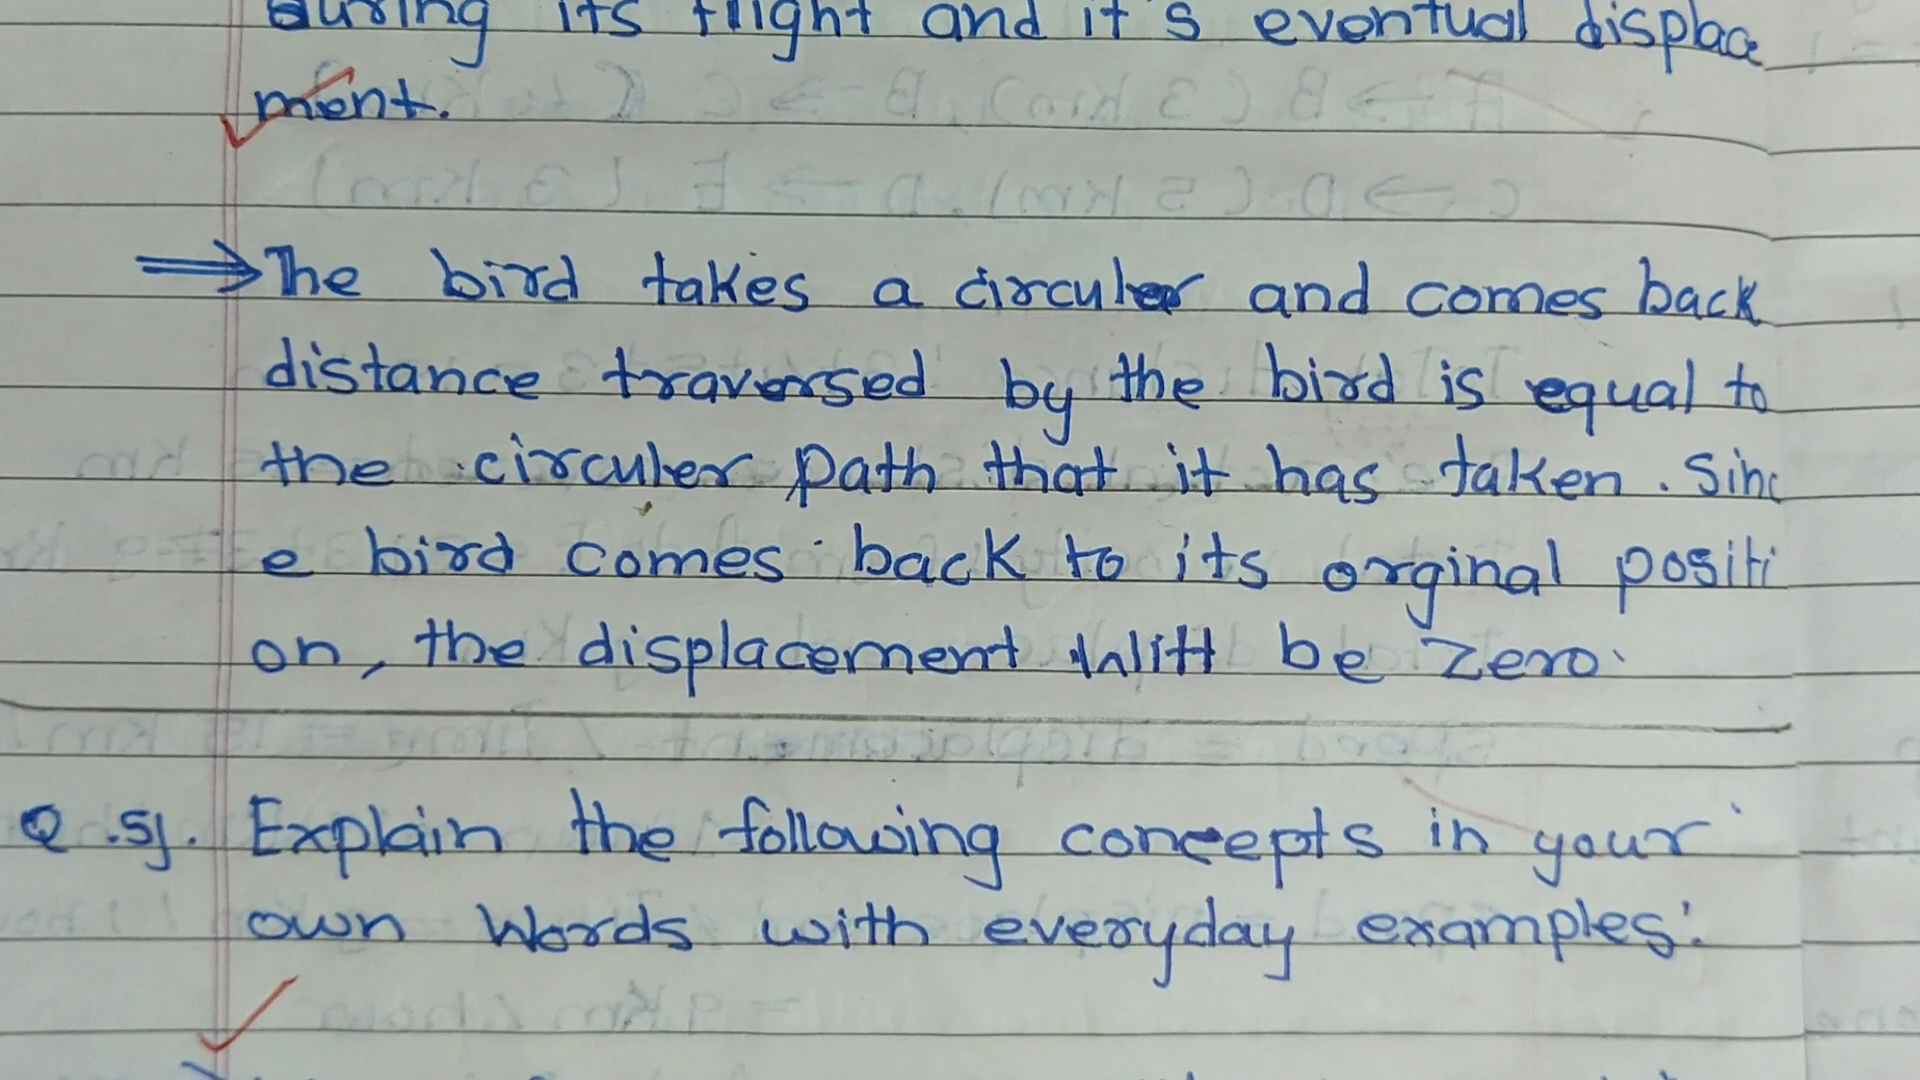 during its flight and it's eventual displace
ment.
⇒ The bird takes a circuler and comes back
distance traversed by the bird is equal to
the circuler path that it has taken. Sinc
e bird comes back to its orginal positi
on, the displacement will be zero.
Q.5). Explain the following concepts in your
own words with everyday examples: